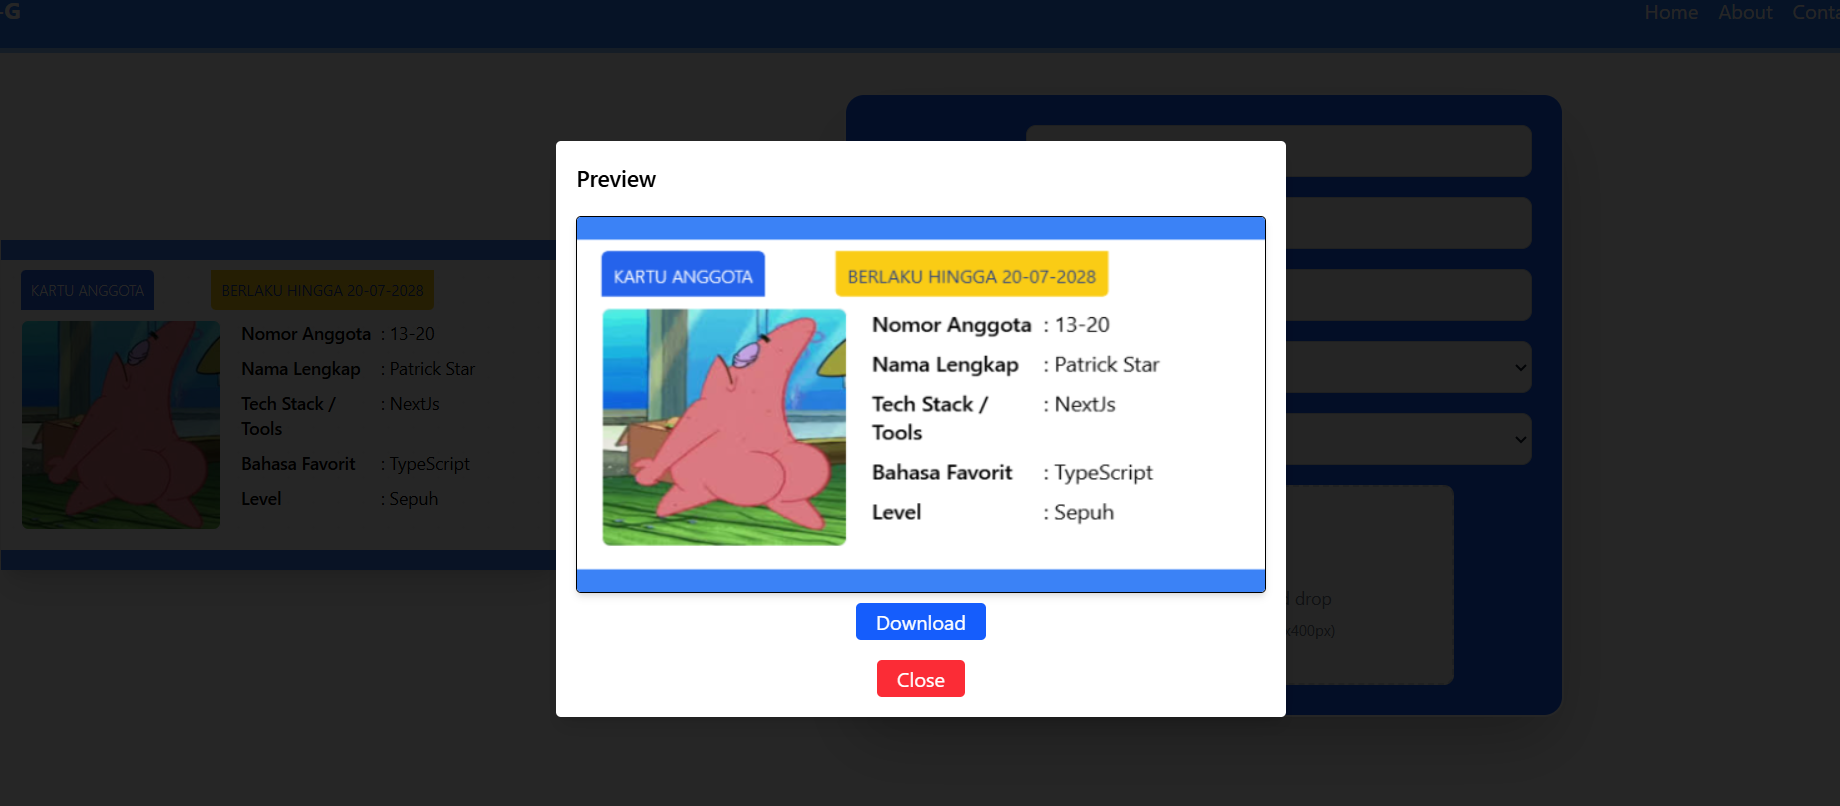 -G
Home About Conta
Preview
KARTU ANGGOTA
BERLAKU HINGGA 20-07-2028
Nomor Anggota : 13-20
Nama Lengkap : Patrick Star
Tech Stack / : NextJs
Tools
Bahasa Favorit : TypeScript
Level : Sepuh
Download
Close
KARTU ANGGOTA
BERLAKU HINGGA 20-07-2028
Nomor Anggota : 13-20
Nama Lengkap : Patrick Star
Tech Stack / : NextJs
Tools
Bahasa Favorit : TypeScript
Level : Sepuh
drop
x400px)